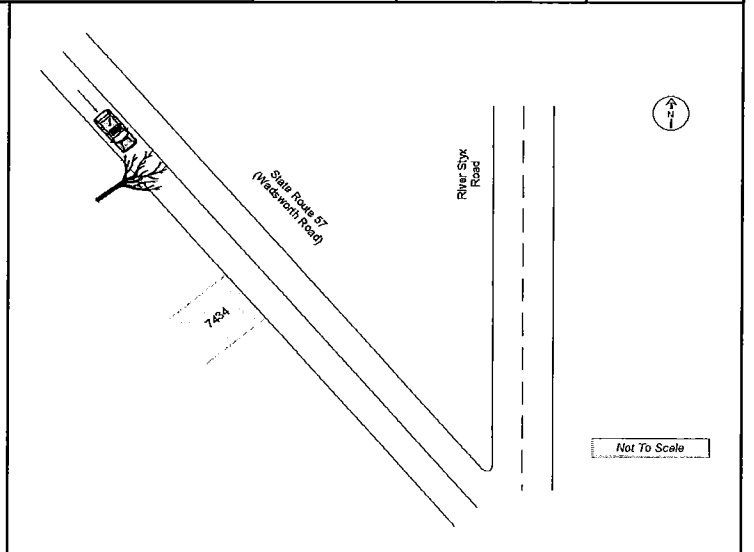 N
State Route 57
(Wadsworth Road)
River Styx
Road
7434
Not To Scale